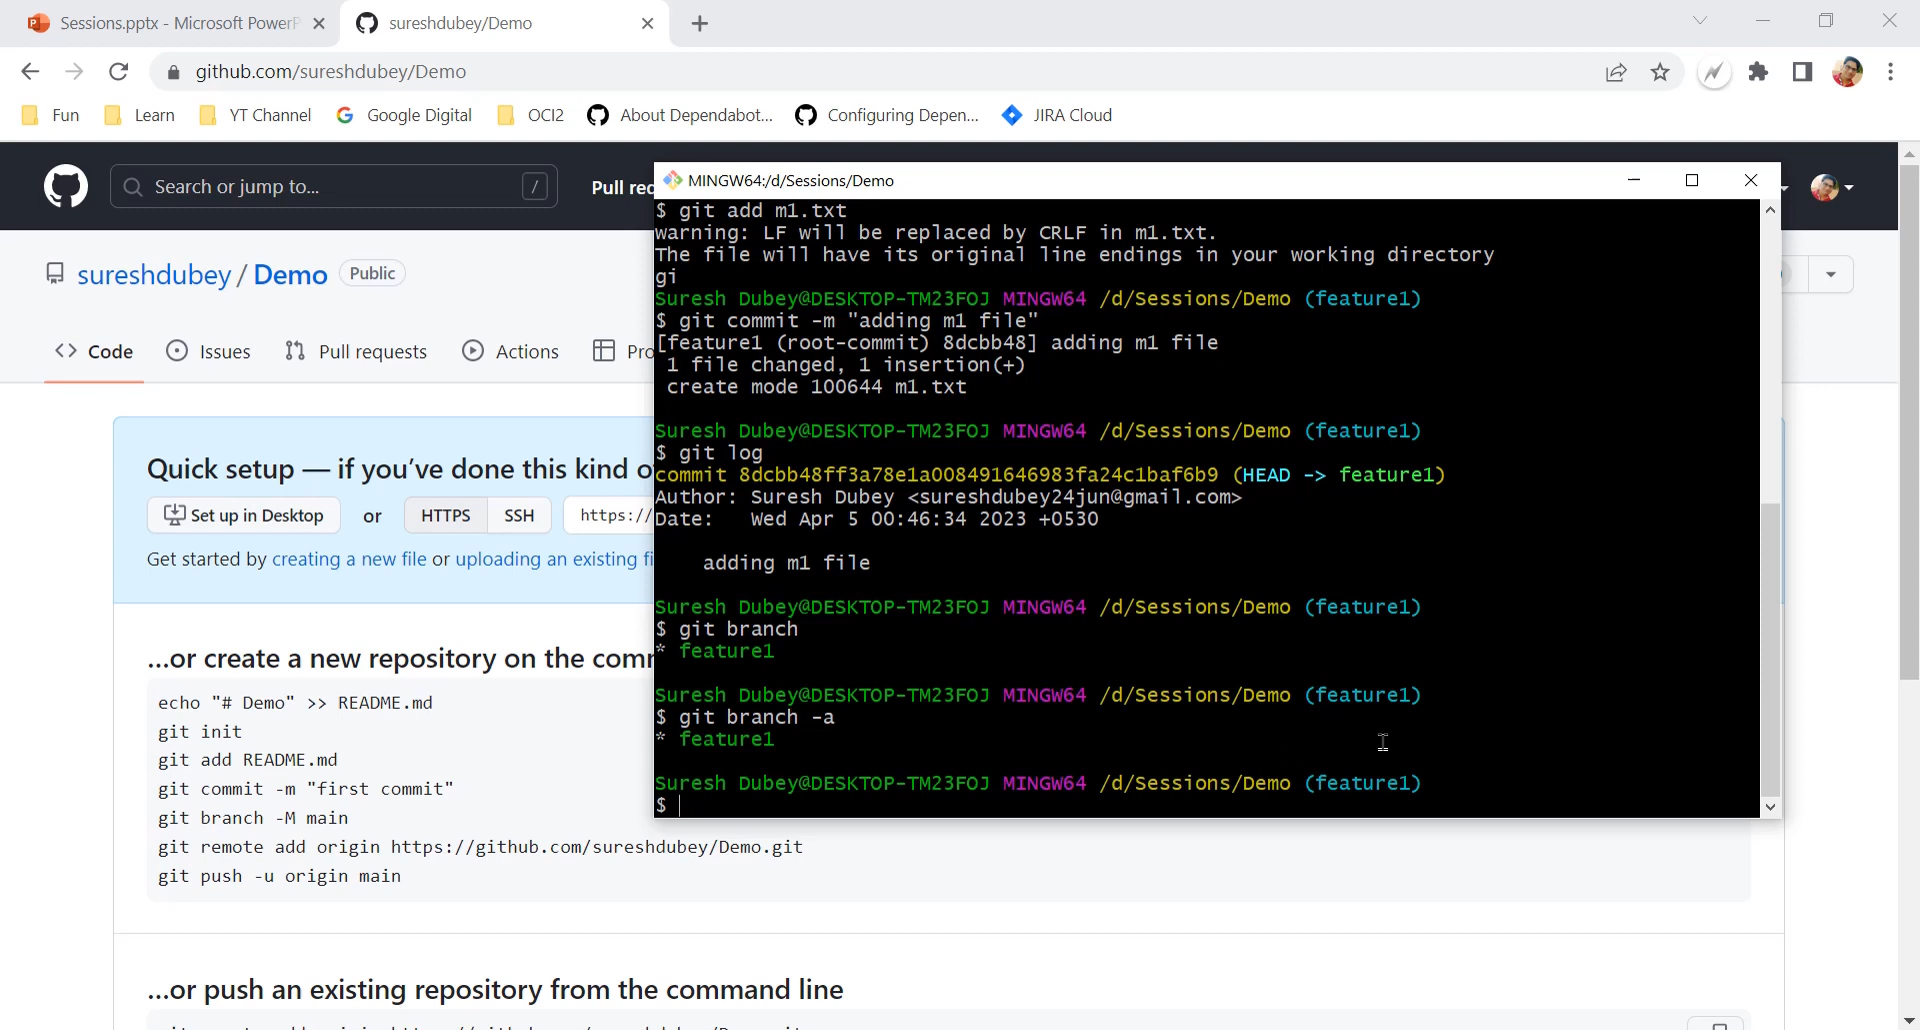 Sessions.pptx - Microsoft PowerP
sureshdubey/Demo
github.com/sureshdubey/Demo
Fun
Learn
YT Channel
Google Digital
OCI2
About Dependabot...
Configuring Depen...
JIRA Cloud
Search or jump to...
/
Pull req
sureshdubey / Demo
Public
Code
Issues
Pull requests
Actions
Pro
Quick setup — if you’ve done this kind o
Set up in Desktop
or
HTTPS
SSH
https://
Get started by creating a new file or uploading an existing fi
...or create a new repository on the comm
echo "# Demo" >> README.md
git init
git add README.md
git commit -m "first commit"
git branch -M main
git remote add origin https://github.com/sureshdubey/Demo.git
git push -u origin main
...or push an existing repository from the command line
MINGW64:/d/Sessions/Demo
$ git add m1.txt
warning: LF will be replaced by CRLF in m1.txt.
The file will have its original line endings in your working directory
gi
Suresh Dubey@DESKTOP-TM23FOJ MINGW64 /d/Sessions/Demo (feature1)
$ git commit -m "adding m1 file"
[feature1 (root-commit) 8dcbb48] adding m1 file
1 file changed, 1 insertion(+)
create mode 100644 m1.txt
Suresh Dubey@DESKTOP-TM23FOJ MINGW64 /d/Sessions/Demo (feature1)
$ git log
commit 8dcbb48ff3a78e1a008491646983fa24c1baf6b9 (HEAD -> feature1)
Author: Suresh Dubey <sureshdubey24jun@gmail.com>
Date:   Wed Apr 5 00:46:34 2023 +0530
adding m1 file
Suresh Dubey@DESKTOP-TM23FOJ MINGW64 /d/Sessions/Demo (feature1)
$ git branch
* feature1
Suresh Dubey@DESKTOP-TM23FOJ MINGW64 /d/Sessions/Demo (feature1)
$ git branch -a
* feature1
Suresh Dubey@DESKTOP-TM23FOJ MINGW64 /d/Sessions/Demo (feature1)
$